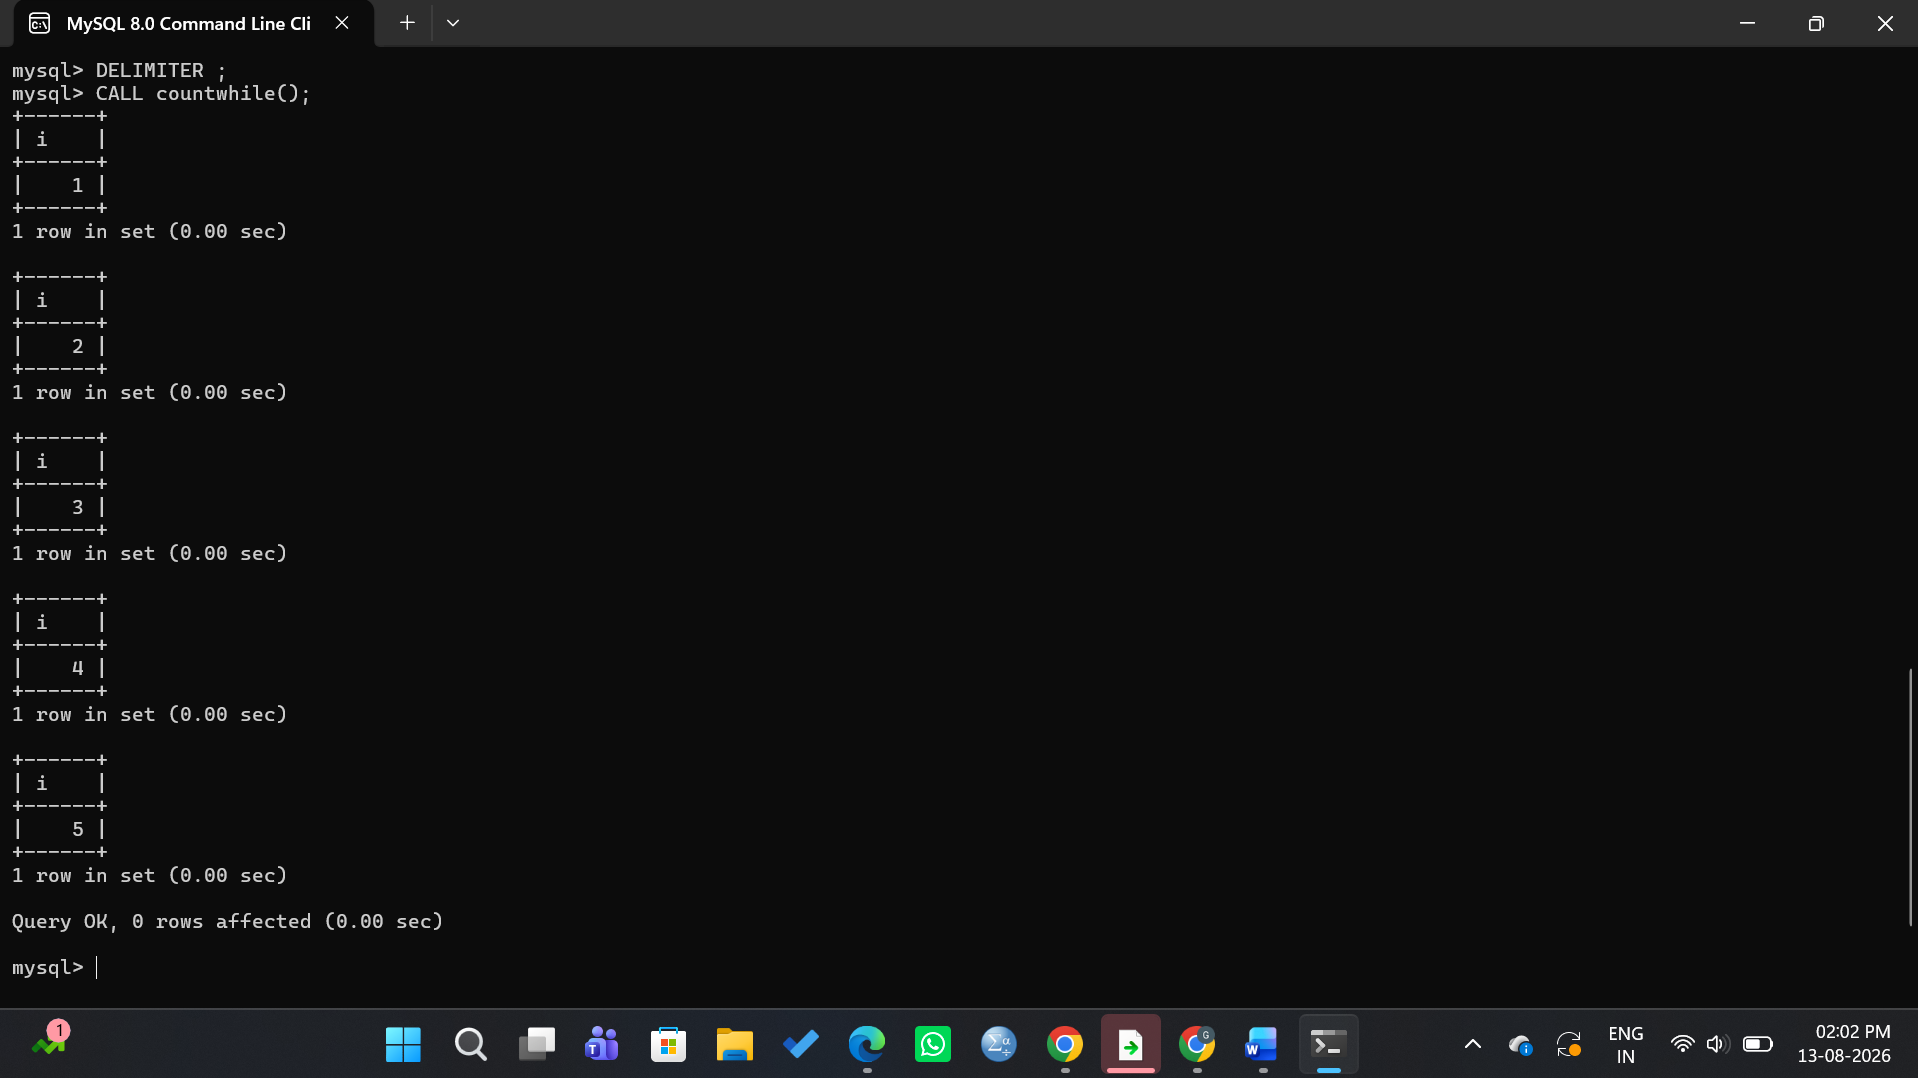 MySQL 8.0 Command Line Cli
mysql> DELIMITER ;
mysql> CALL countwhile();
+------+
| i    |
+------+
|    1 |
+------+
1 row in set (0.00 sec)
+------+
| i    |
+------+
|    2 |
+------+
1 row in set (0.00 sec)
+------+
| i    |
+------+
|    3 |
+------+
1 row in set (0.00 sec)
+------+
| i    |
+------+
|    4 |
+------+
1 row in set (0.00 sec)
+------+
| i    |
+------+
|    5 |
+------+
1 row in set (0.00 sec)
Query OK, 0 rows affected (0.00 sec)
mysql>
1
ENG
IN
02:02 PM
13-08-2026